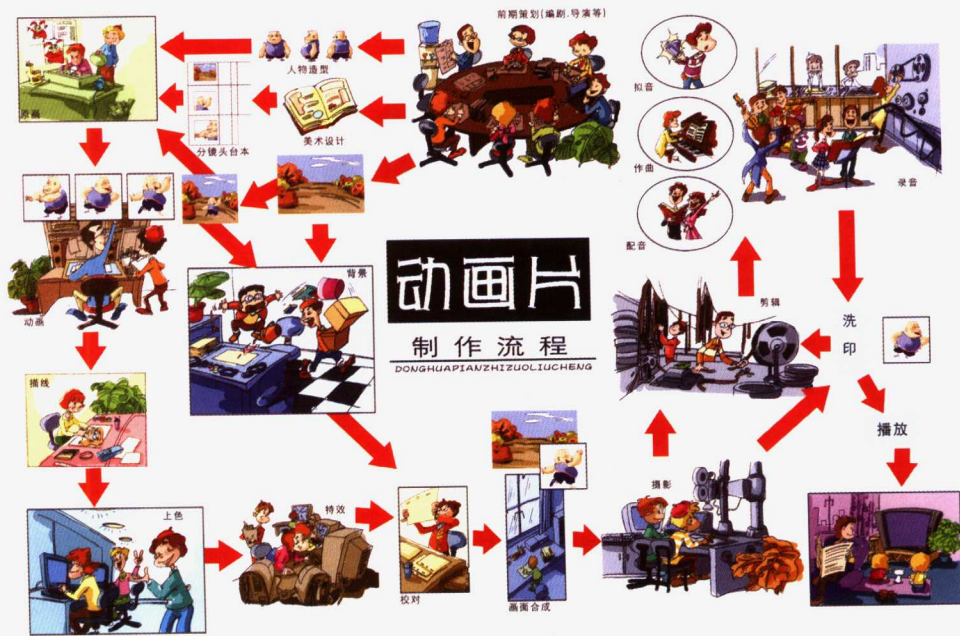 前期策划(编剧.导演等)
人物造型
拟音
原画
美术设计
分镜头台本
作曲
录音
配音
背景
动画片
制作流程
DONGHUAPIANZHIZUOLIUCHENG
动画
剪辑
洗
印
描线
播放
上色
特效
摄影
校对
画面合成